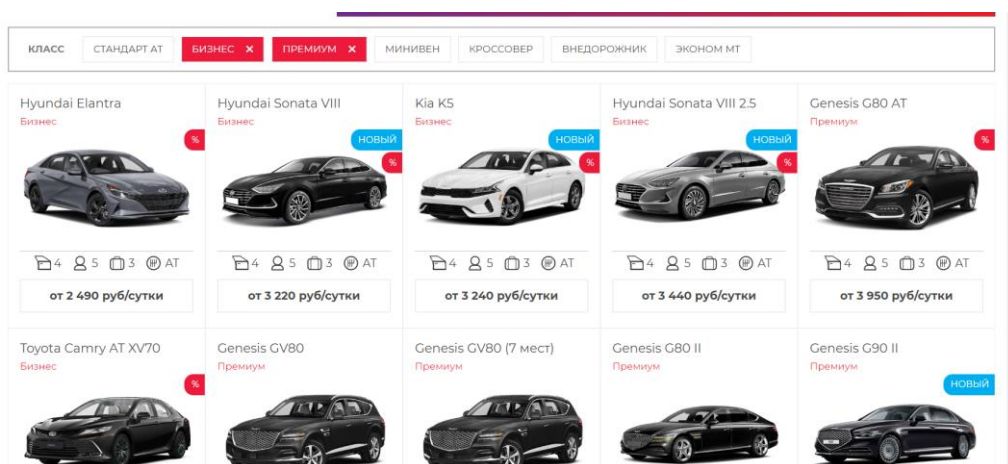 КЛАСС СТАНДАРТ АТ БИЗНЕС × ПРЕМИУМ × МИНИВЕН КРОССОВЕР ВНЕДОРОЖНИК ЭКОНОМ МТ
Hyundai Elantra
Бизнес
%
4 5 3 АТ
от 2 490 руб/сутки
Hyundai Sonata VIII
Бизнес
НОВЫЙ
%
4 5 3 АТ
от 3 220 руб/сутки
Kia K5
Бизнес
НОВЫЙ
%
4 5 3 АТ
от 3 240 руб/сутки
Hyundai Sonata VIII 2.5
Бизнес
НОВЫЙ
%
4 5 3 АТ
от 3 440 руб/сутки
Genesis G80 AT
Премиум
%
4 5 3 АТ
от 3 950 руб/сутки
Toyota Camry AT XV70
Бизнес
%
Genesis GV80
Премиум
Genesis GV80 (7 мест)
Премиум
Genesis G80 II
Премиум
Genesis G90 II
Премиум
НОВЫЙ